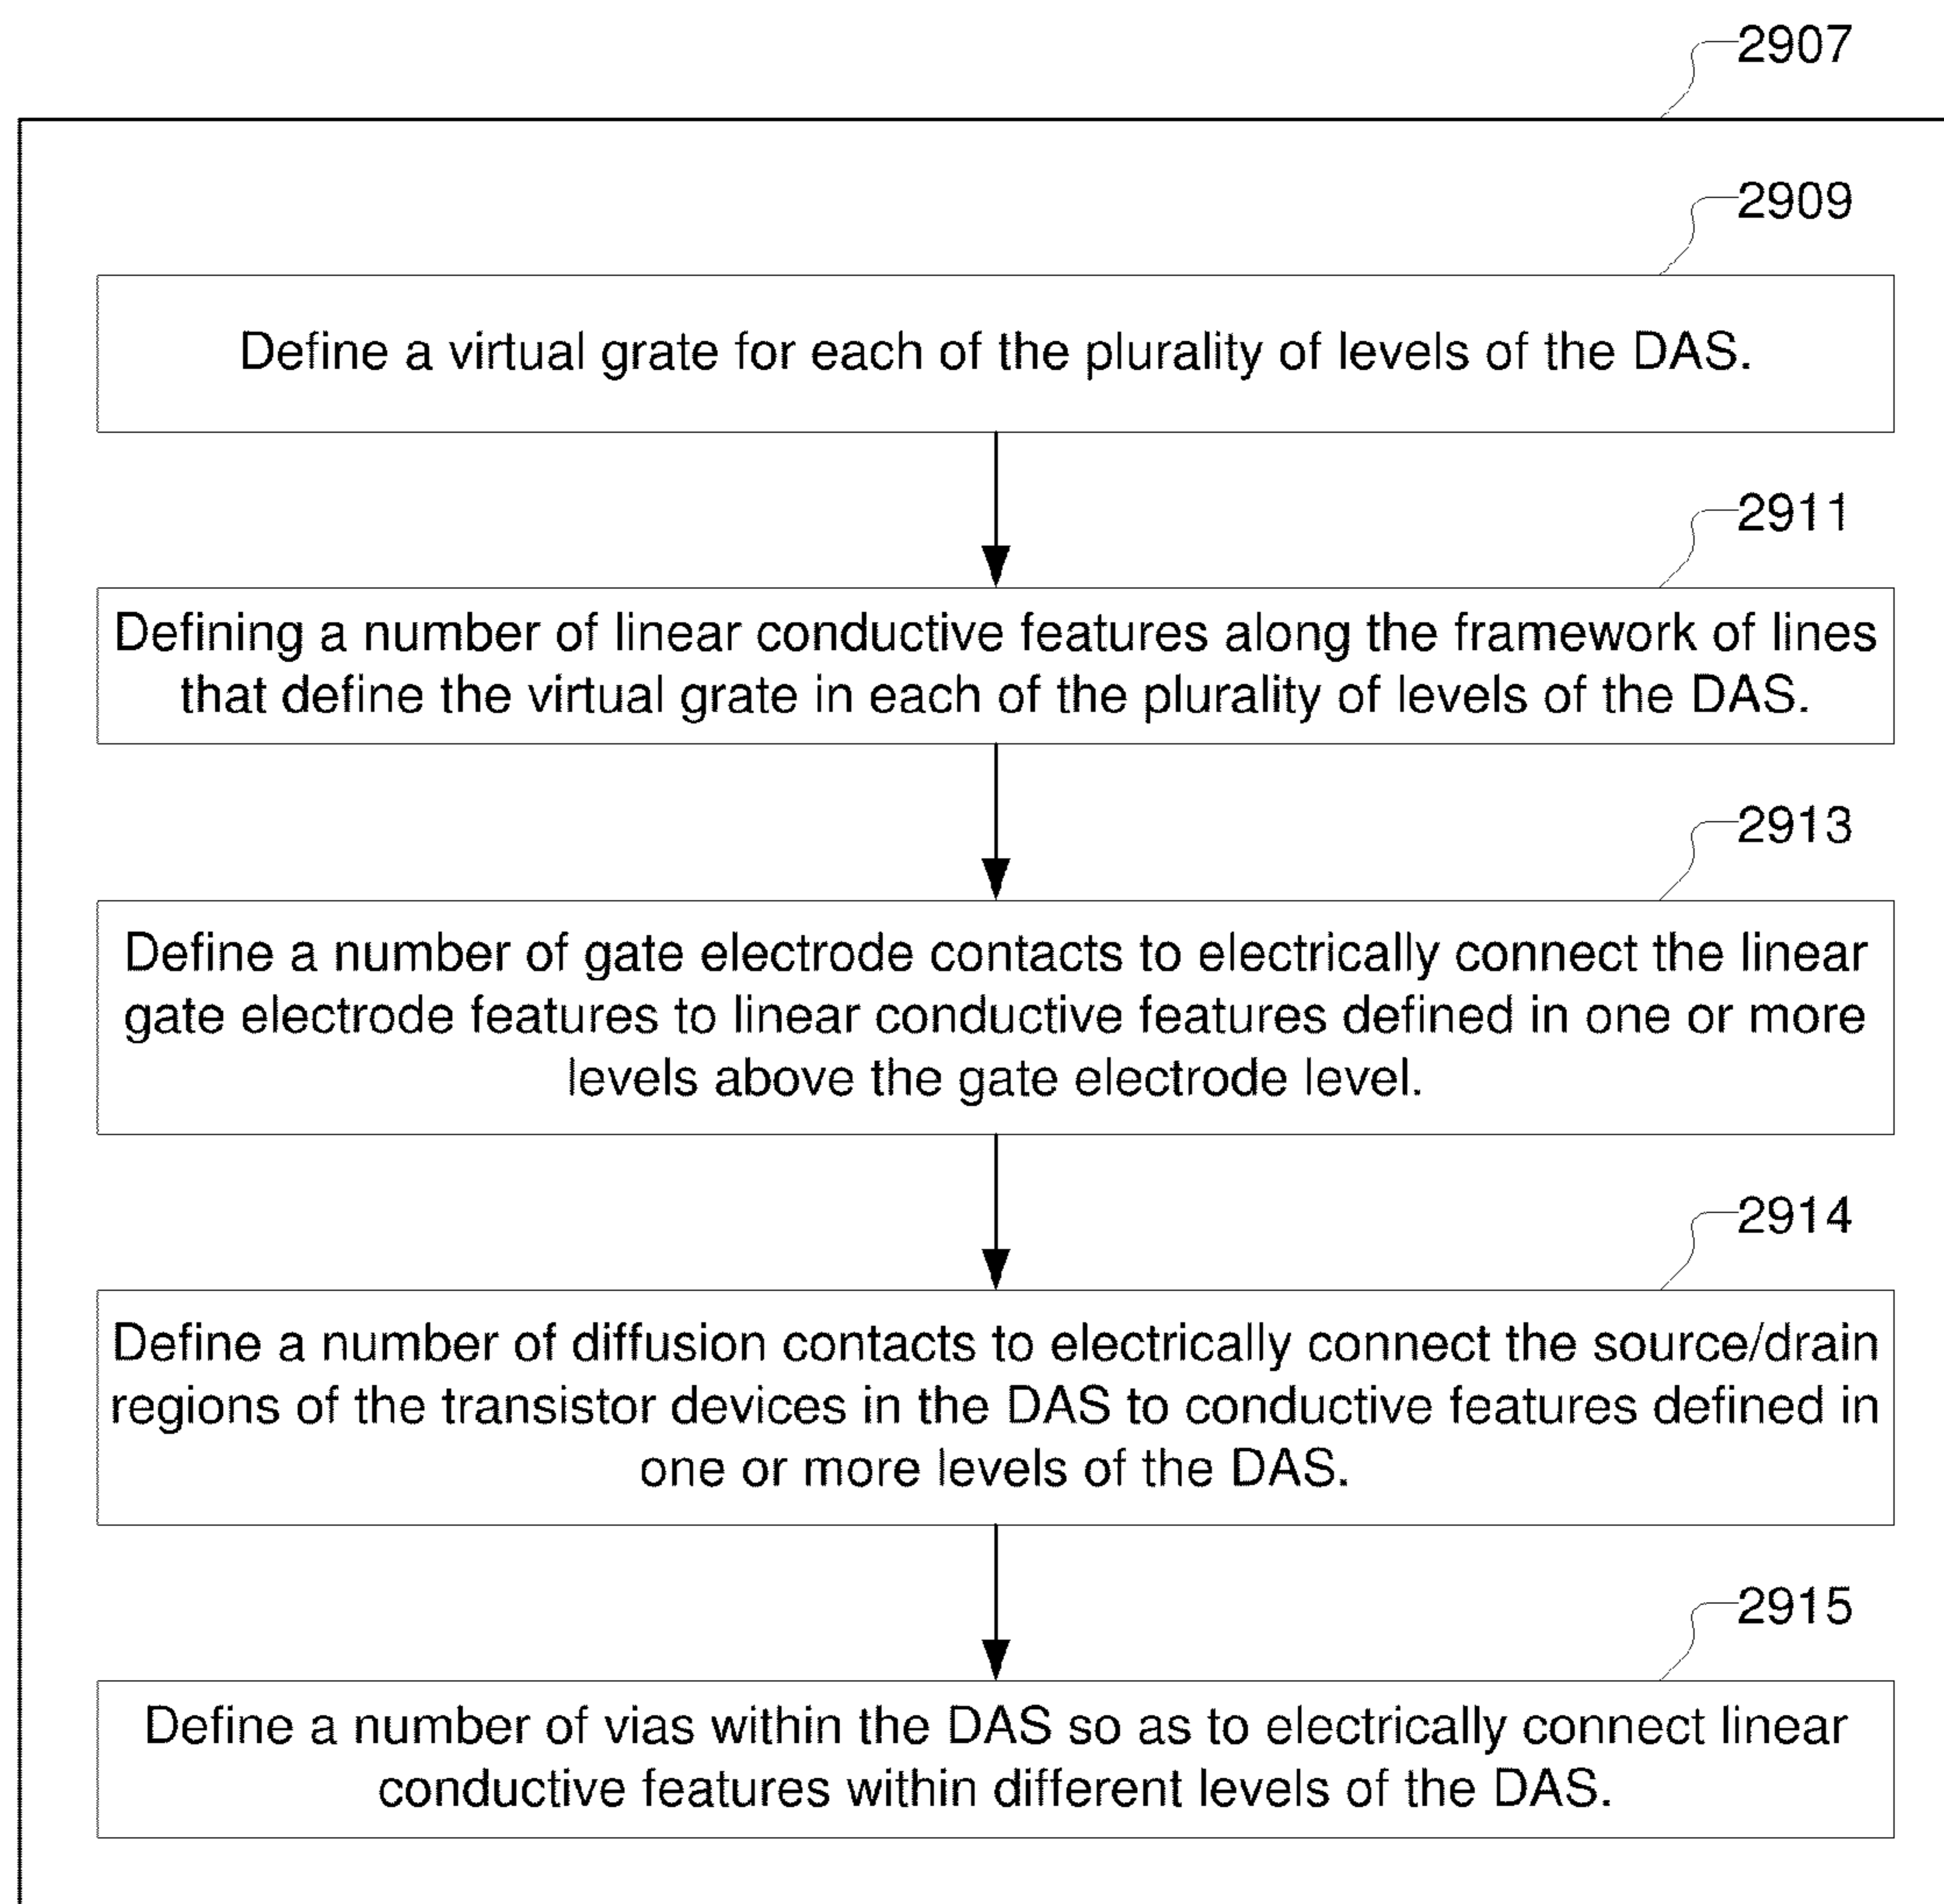 2907
2909
Define a virtual grate for each of the plurality of levels of the DAS.
2911
Defining a number of linear conductive features along the framework of lines
that define the virtual grate in each of the plurality of levels of the DAS.
2913
Define a number of gate electrode contacts to electrically connect the linear
gate electrode features to linear conductive features defined in one or more
levels above the gate electrode level.
2914
Define a number of diffusion contacts to electrically connect the source/drain
regions of the transistor devices in the DAS to conductive features defined in
one or more levels of the DAS.
2915
Define a number of vias within the DAS so as to electrically connect linear
conductive features within different levels of the DAS.